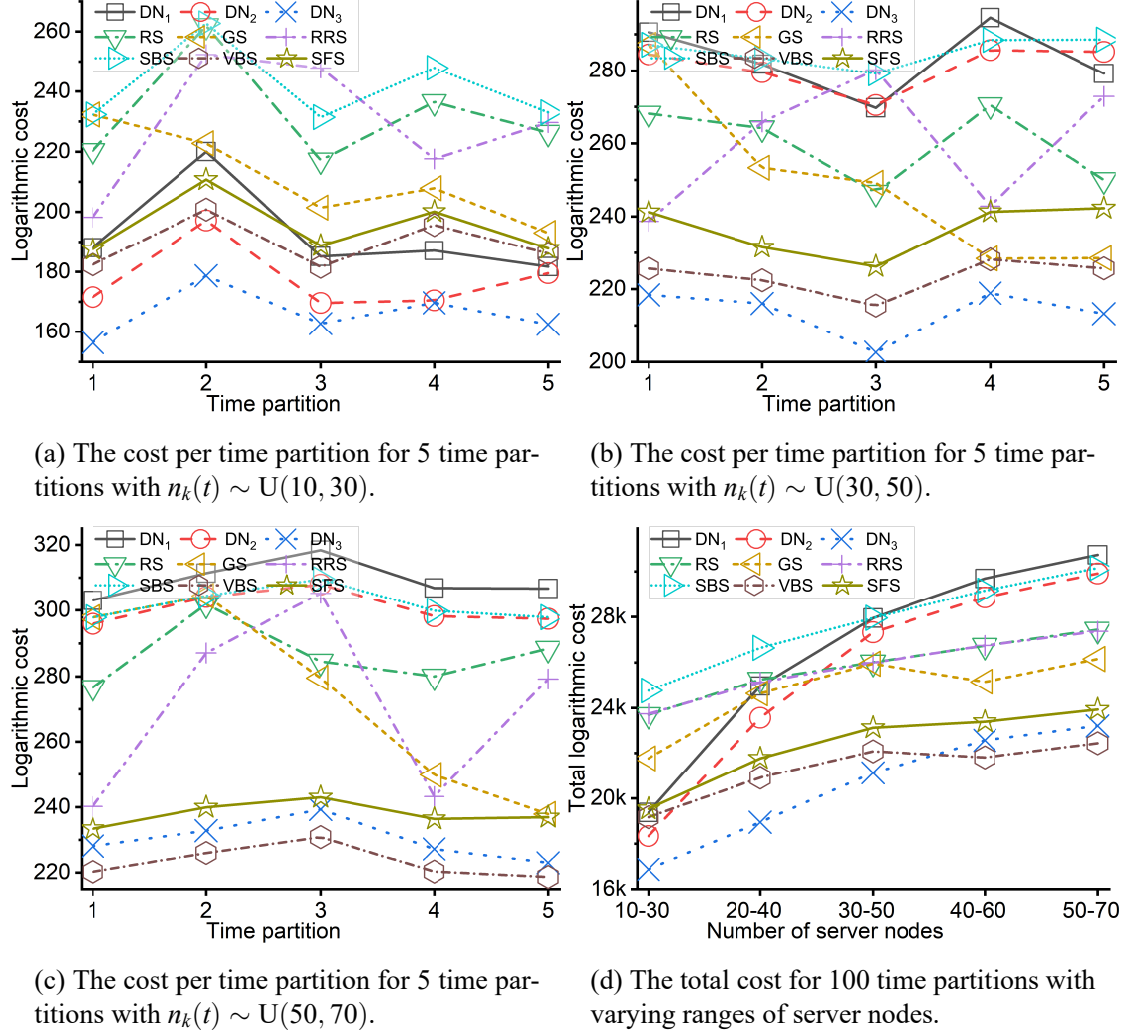 DN1 DN2 DN3
RS GS RRS
SBS VBS SFS
Logarithmic cost
260
240
220
200
180
160
1 2 3 4 5
Time partition
DN1 DN2 DN3
RS GS RRS
SBS VBS SFS
Logarithmic cost
280
260
240
220
200
1 2 3 4 5
Time partition
(a) The cost per time partition for 5 time par-
titions with nₖ(t) ∼ U(10, 30).
(b) The cost per time partition for 5 time par-
titions with nₖ(t) ∼ U(30, 50).
DN1 DN2 DN3
RS GS RRS
SBS VBS SFS
Logarithmic cost
320
300
280
260
240
220
1 2 3 4 5
Time partition
DN1 DN2 DN3
RS GS RRS
SBS VBS SFS
Total logarithmic cost
28k
24k
20k
16k
10-30 20-40 30-50 40-60 50-70
Number of server nodes
(c) The cost per time partition for 5 time par-
titions with nₖ(t) ∼ U(50, 70).
(d) The total cost for 100 time partitions with
varying ranges of server nodes.